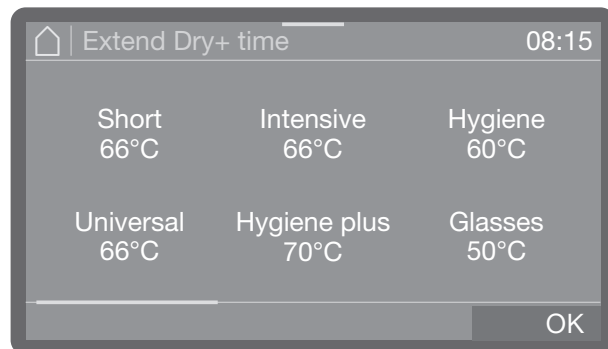 Extend Dry+ time 08:15
Short Intensive Hygiene
66°C 66°C 60°C
Universal Hygiene plus Glasses
66°C 70°C 50°C
OK